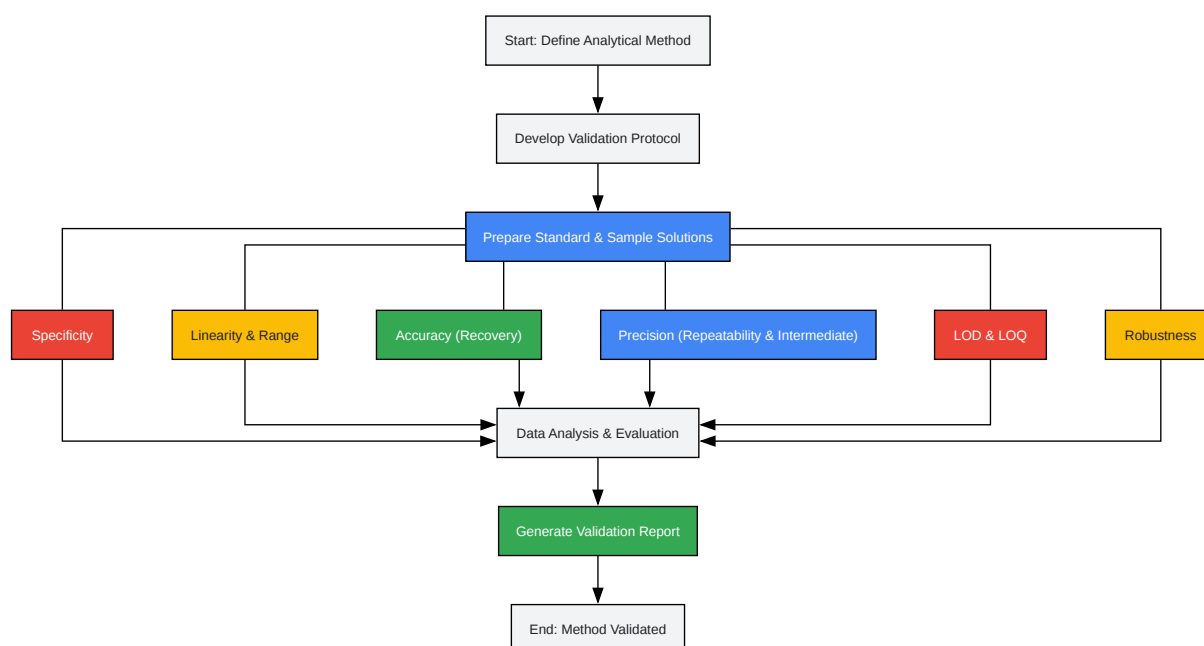 Start: Define Analytical Method
Develop Validation Protocol
Prepare Standard & Sample Solutions
Specificity
Linearity & Range
Accuracy (Recovery)
Precision (Repeatability & Intermediate)
LOD & LOQ
Robustness
Data Analysis & Evaluation
Generate Validation Report
End: Method Validated